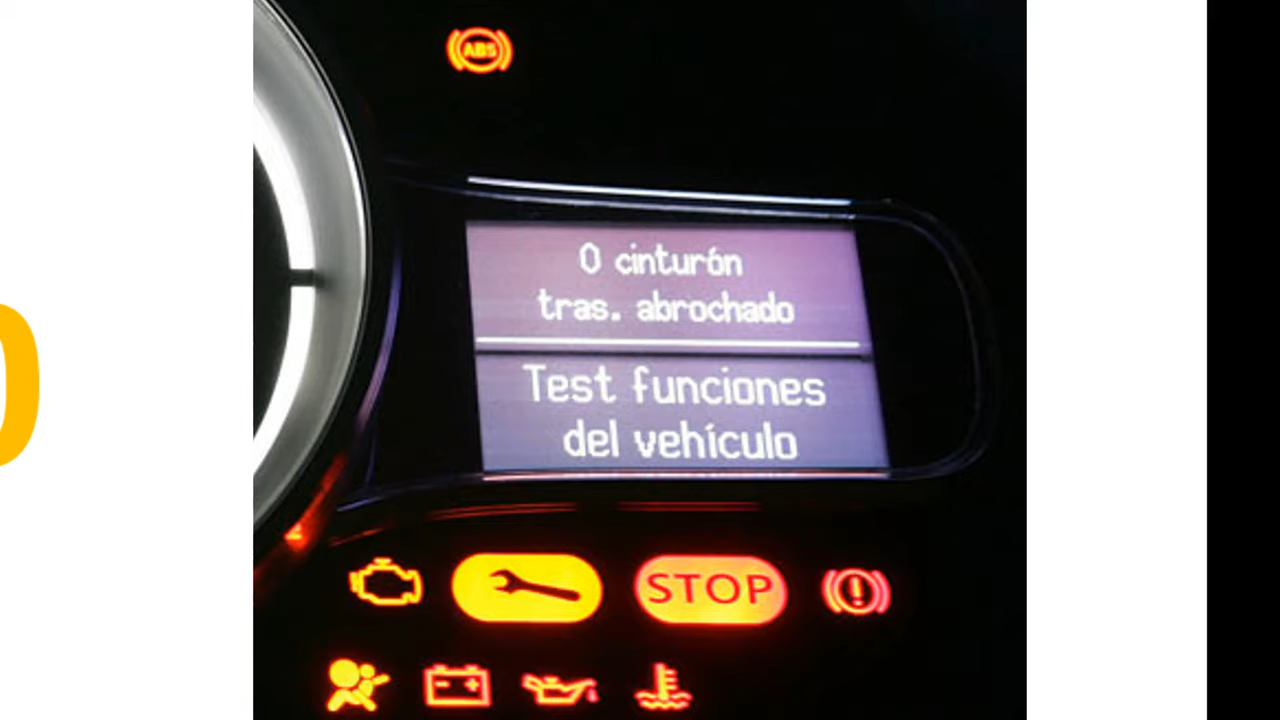 ABS
0 cinturón
tras. abrochado
Test funciones
del vehículo
STOP